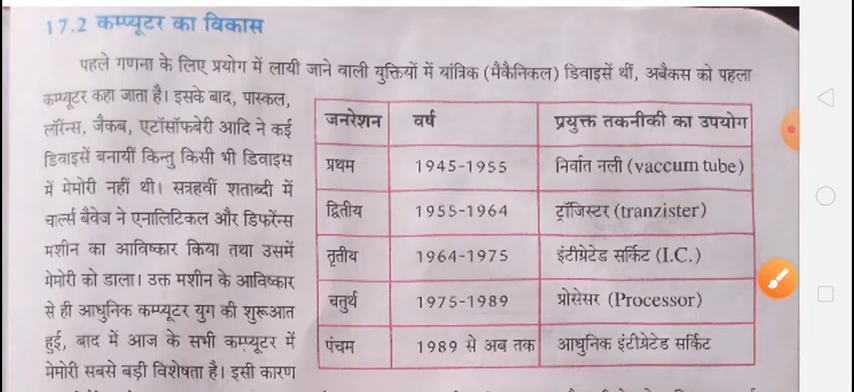 17.2 कम्प्यूटर का विकास
पहले गणना के लिए प्रयोग में लायी जाने वाली युक्तियों में यांत्रिक (मैकैनिकल) डिवाइसें थीं, अबैकस को पहला
कम्प्यूटर कहा जाता है। इसके बाद, पास्कल,
लॉरेंन्स, जैकब, एटॉसॉफबेरी आदि ने कई
डिवाइसें बनायीं किन्तु किसी भी डिवाइस
में मेमोरी नहीं थी। सत्रहवीं शताब्दी में
चार्ल्स बैवेज ने एनालिटिकल और डिफरेंन्स
मशीन का आविष्कार किया तथा उसमें
मेमोरी को डाला। उक्त मशीन के आविष्कार
से ही आधुनिक कम्प्यूटर युग की शुरूआत
हुई, बाद में आज के सभी कम्प्यूटर में
मेमोरी सबसे बड़ी विशेषता है। इसी कारण
जनरेशन वर्ष प्रयुक्त तकनीकी का उपयोग
प्रथम 1945-1955 निर्वात नली (vaccum tube)
द्वितीय 1955-1964 ट्रॉजिस्टर (tranzister)
तृतीय 1964-1975 इंटीग्रेटेड सर्किट (I.C.)
चतुर्थ 1975-1989 प्रोसेसर (Processor)
पंचम 1989 से अब तक आधुनिक इंटीग्रेटेड सर्किट